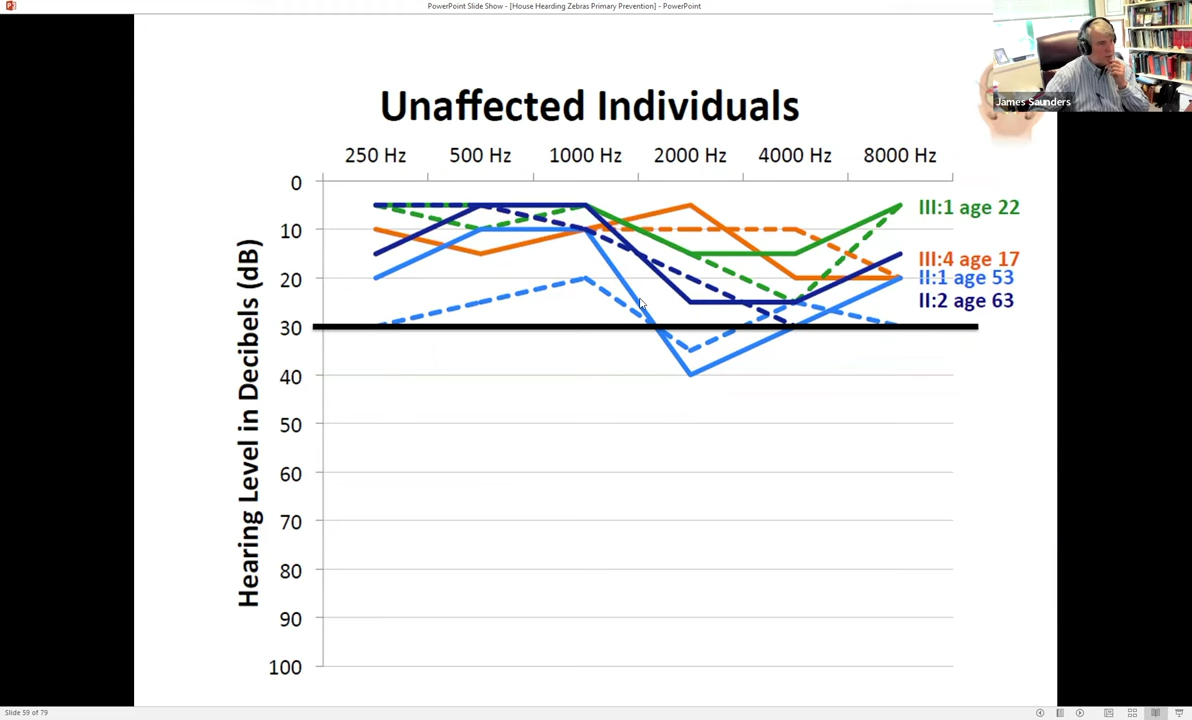 PowerPoint Slide Show - [House Hearding Zebras Primary Prevention] - PowerPoint
James Saunders
Unaffected Individuals
250 Hz 500 Hz 1000 Hz 2000 Hz 4000 Hz 8000 Hz
Hearing Level in Decibels (dB)
0
10
20
30
40
50
60
70
80
90
100
III:1 age 22
III:4 age 17
II:1 age 53
II:2 age 63
Slide 59 of 79